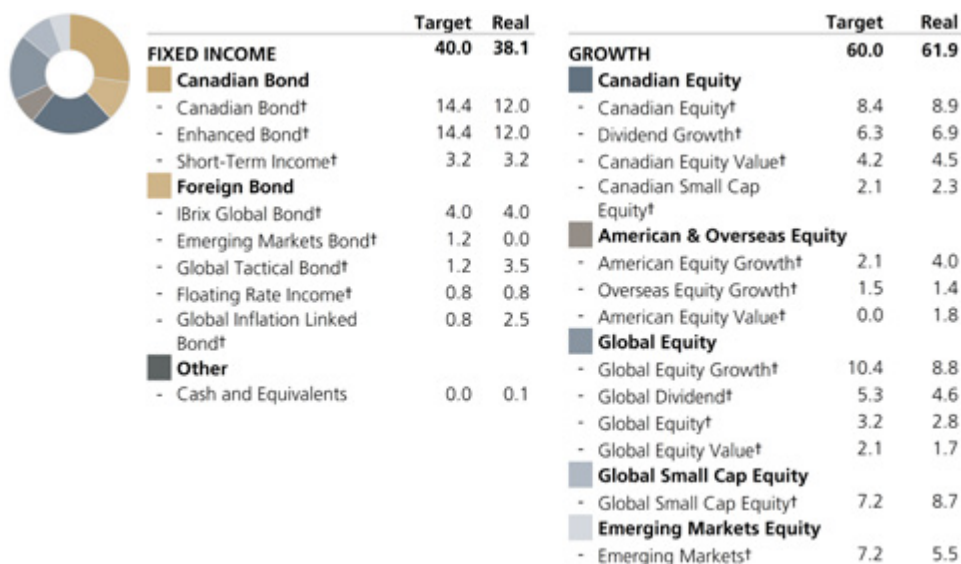 Target Real
FIXED INCOME 40.0 38.1
Canadian Bond
- Canadian Bond† 14.4 12.0
- Enhanced Bond† 14.4 12.0
- Short-Term Income† 3.2 3.2
Foreign Bond
- IBrix Global Bond† 4.0 4.0
- Emerging Markets Bond† 1.2 0.0
- Global Tactical Bond† 1.2 3.5
- Floating Rate Income† 0.8 0.8
- Global Inflation Linked 0.8 2.5
Bond†
Other
- Cash and Equivalents 0.0 0.1
Target Real
GROWTH 60.0 61.9
Canadian Equity
- Canadian Equity† 8.4 8.9
- Dividend Growth† 6.3 6.9
- Canadian Equity Value† 4.2 4.5
- Canadian Small Cap 2.1 2.3
Equity†
American & Overseas Equity
- American Equity Growth† 2.1 4.0
- Overseas Equity Growth† 1.5 1.4
- American Equity Value† 0.0 1.8
Global Equity
- Global Equity Growth† 10.4 8.8
- Global Dividend† 5.3 4.6
- Global Equity† 3.2 2.8
- Global Equity Value† 2.1 1.7
Global Small Cap Equity
- Global Small Cap Equity† 7.2 8.7
Emerging Markets Equity
- Emerging Markets† 7.2 5.5